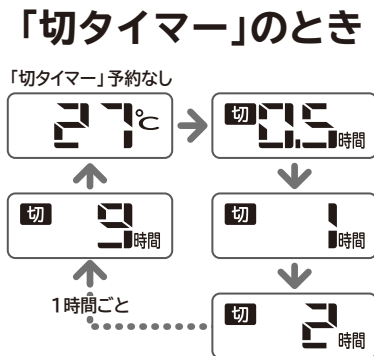 「切タイマー」のとき
「切タイマー」予約なし
27℃
切 0.5 時間
切 9 時間
切 1 時間
1時間ごと
切 2 時間